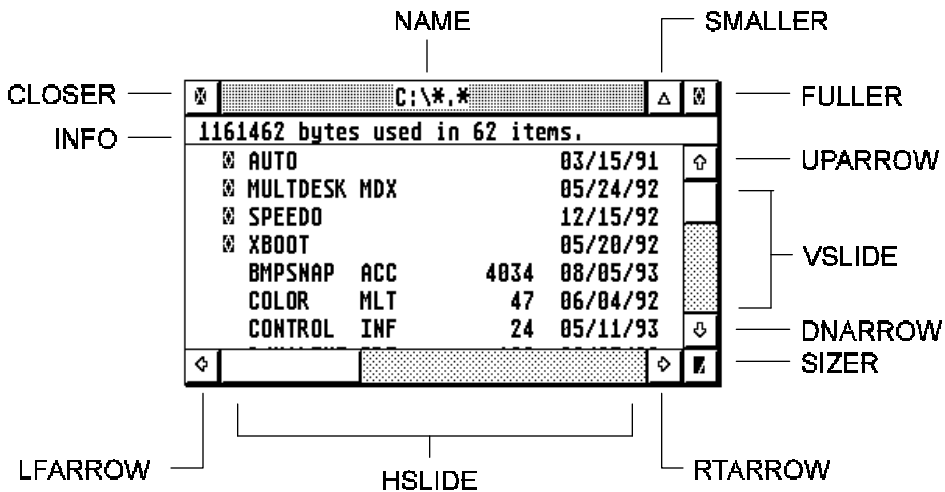 NAME
SMALLER
CLOSER
C:\*.*
FULLER
INFO
1161462 bytes used in 62 items.
AUTO 03/15/91
UPARROW
MULTDESK MDX 05/24/92
SPEEDO 12/15/92
XBOOT 05/20/92
VSLIDE
BMPSNAP ACC 4034 08/05/93
COLOR MLT 47 06/04/92
CONTROL INF 24 05/11/93
DNARROW
SIZER
LFARROW
HSLIDE
RTARROW